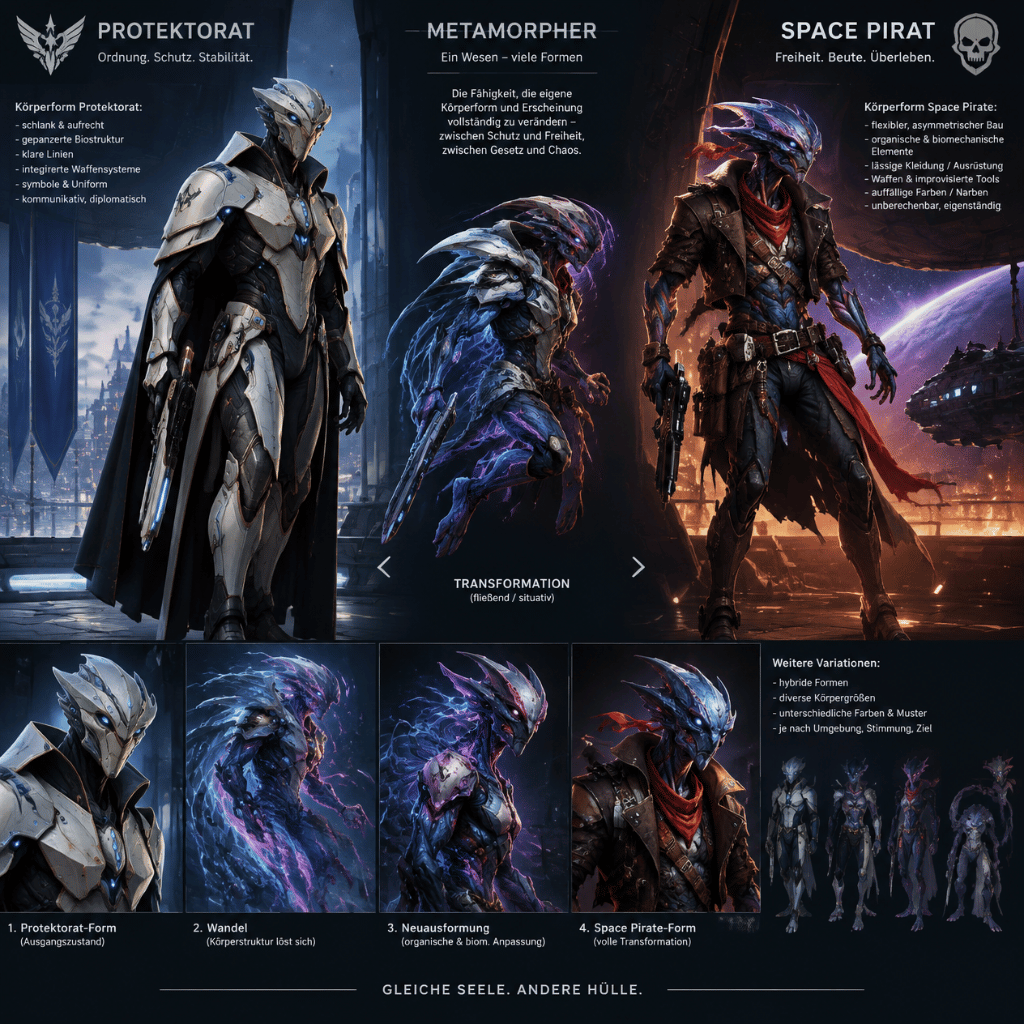 PROTEKTORAT
Ordnung. Schutz. Stabilität.
Körperform Protektorat:
- schlank & aufrecht
- gepanzerte Biostruktur
- klare Linien
- integrierte Waffensysteme
- symbole & Uniform
- kommunikativ, diplomatisch
METAMORPHER
Ein Wesen – viele Formen
Die Fähigkeit, die eigene
Körperform und Erscheinung
vollständig zu verändern –
zwischen Schutz und Freiheit,
zwischen Gesetz und Chaos.
SPACE PIRAT
Freiheit. Beute. Überleben.
Körperform Space Pirate:
- flexibler, asymmetrischer Bau
- organische & biomechanische
Elemente
- lässige Kleidung / Ausrüstung
- Waffen & improvisierte Tools
- auffällige Farben / Narben
- unberechenbar, eigenständig
TRANSFORMATION
(fließend / situativ)
1. Protektorat-Form
(Ausgangszustand)
2. Wandel
(Körperstruktur löst sich)
3. Neuausformung
(organische & biom. Anpassung)
4. Space Pirate-Form
(volle Transformation)
Weitere Variationen:
- hybride Formen
- diverse Körpergrößen
- unterschiedliche Farben & Muster
- je nach Umgebung, Stimmung, Ziel
GLEICHE SEELE. ANDERE HÜLLE.